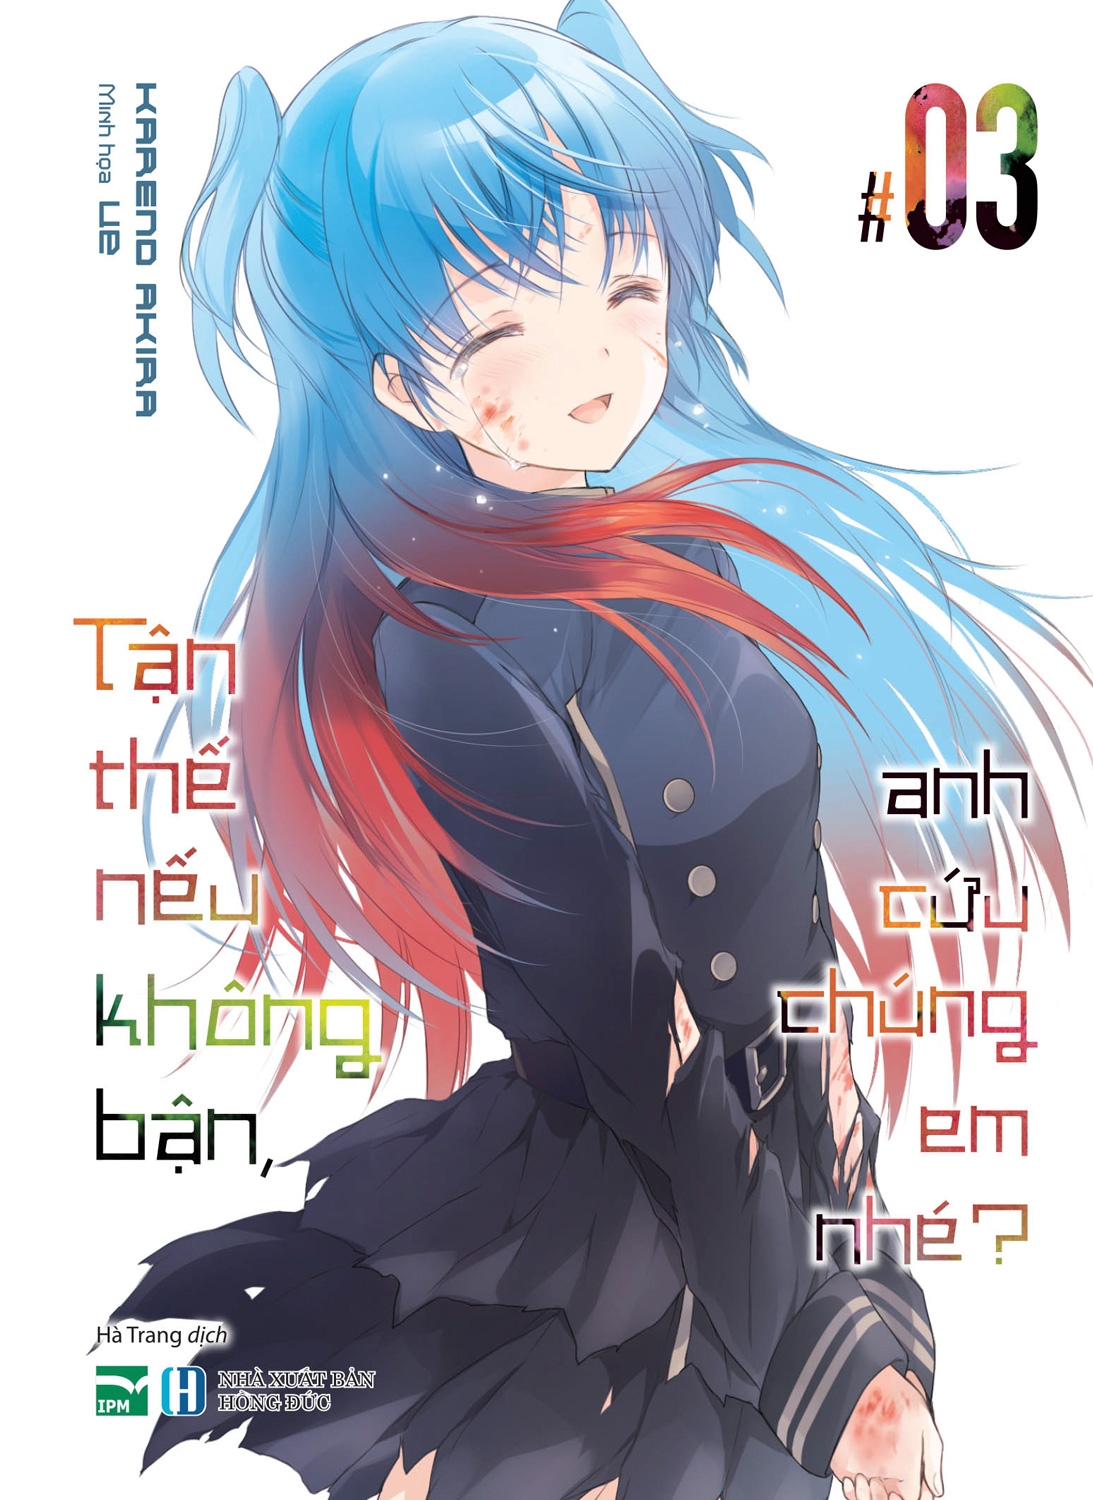 KARENO AKIRA
Minh họa UE
#03
Tận
thế
nếu
không
bận,
anh
cứu
chúng
em
nhé?
Hà Trang dịch
IPM
H
NHÀ XUẤT BẢN
HỒNG ĐỨC